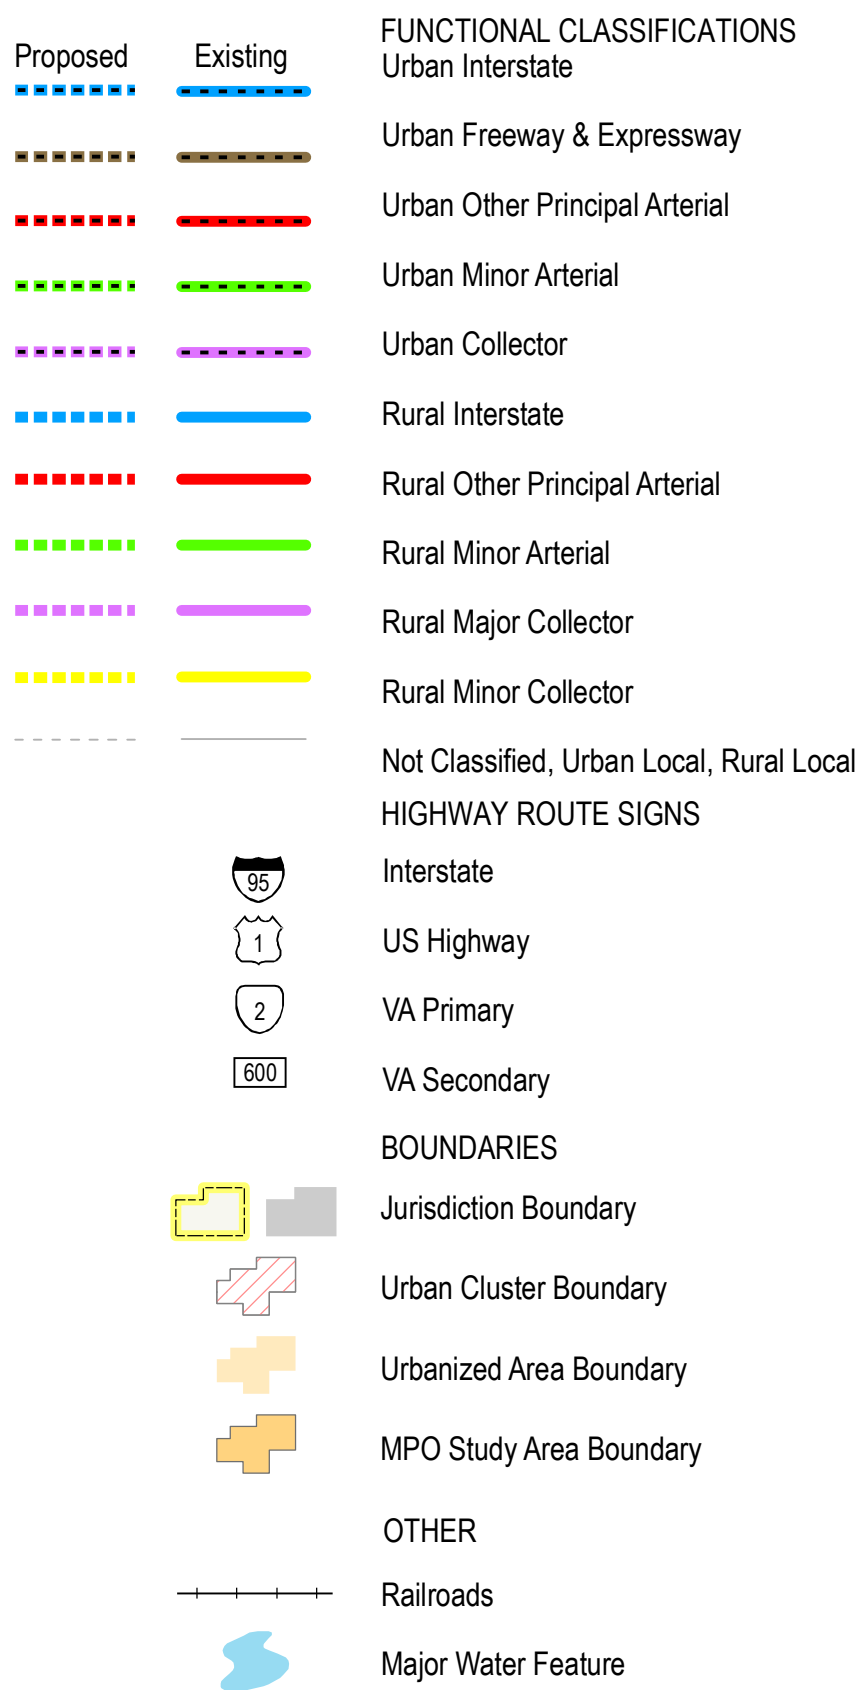 FUNCTIONAL CLASSIFICATIONS
Proposed Existing
Urban Interstate
Urban Freeway & Expressway
Urban Other Principal Arterial
Urban Minor Arterial
Urban Collector
Rural Interstate
Rural Other Principal Arterial
Rural Minor Arterial
Rural Major Collector
Rural Minor Collector
Not Classified, Urban Local, Rural Local
HIGHWAY ROUTE SIGNS
95 Interstate
1 US Highway
2 VA Primary
600 VA Secondary
BOUNDARIES
Jurisdiction Boundary
Urban Cluster Boundary
Urbanized Area Boundary
MPO Study Area Boundary
OTHER
Railroads
Major Water Feature